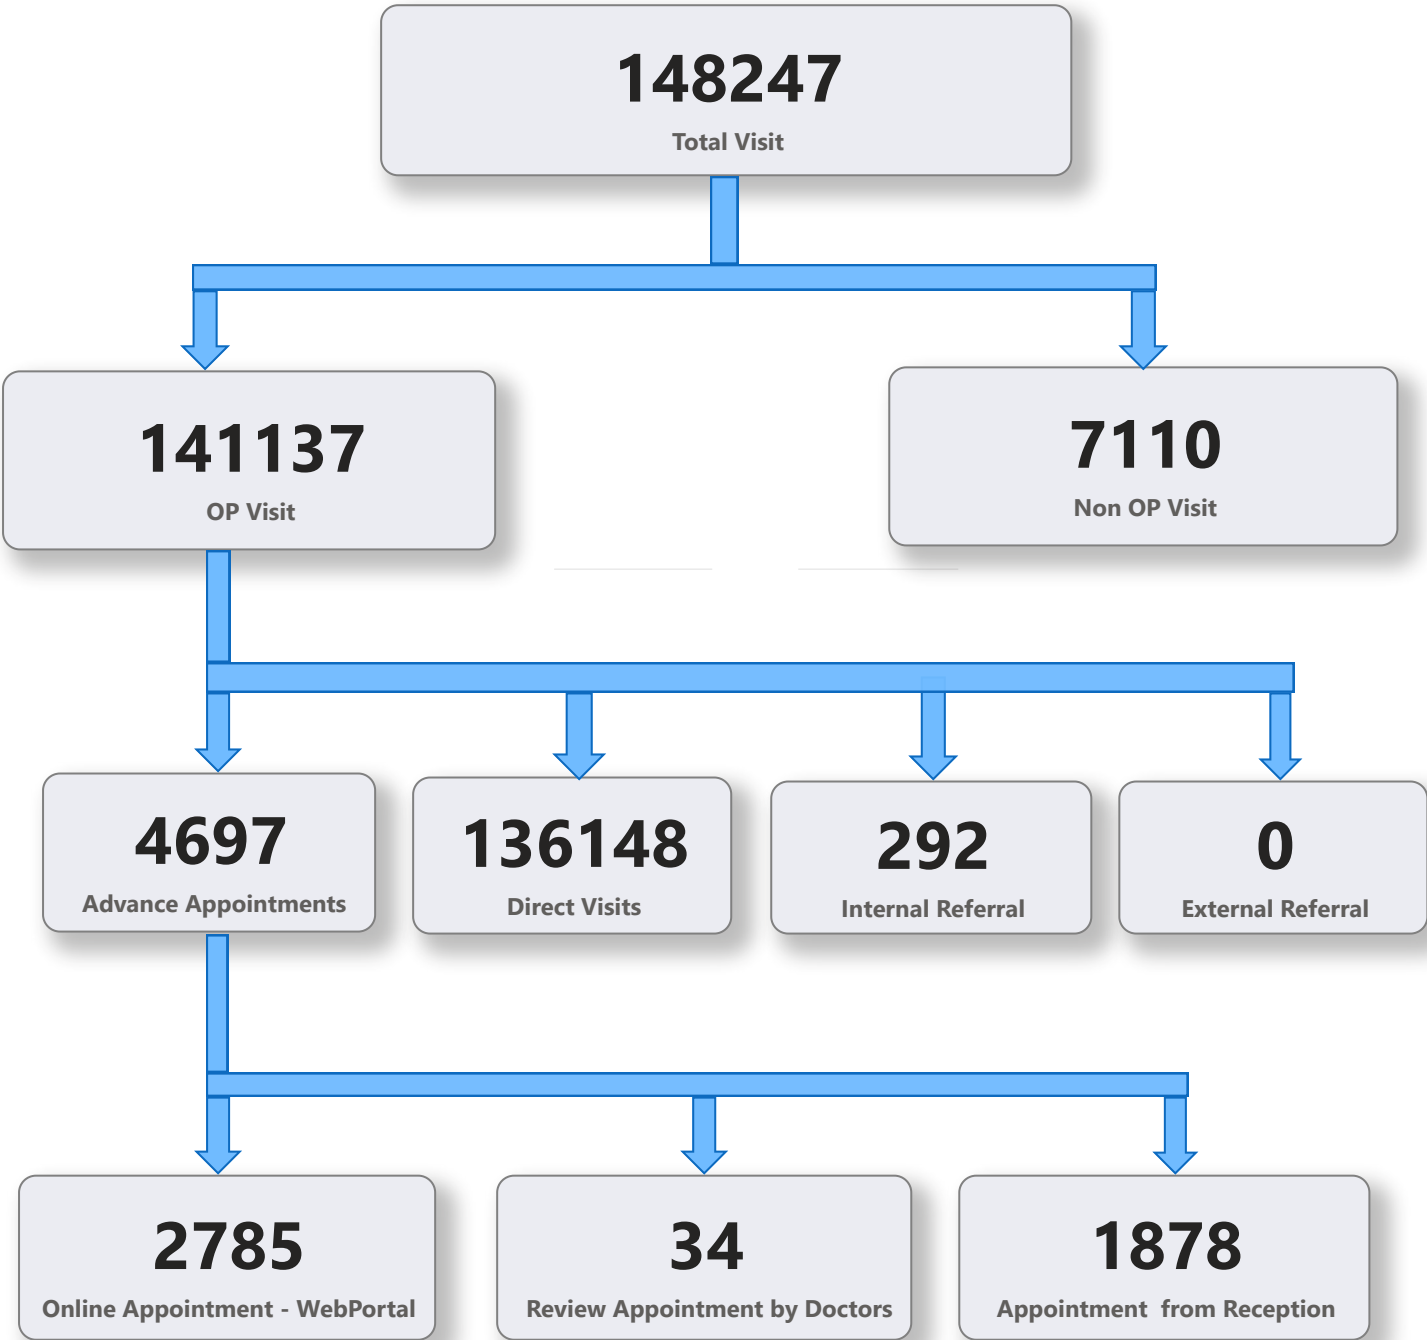 148247
Total Visit
141137
OP Visit
7110
Non OP Visit
4697
Advance Appointments
136148
Direct Visits
292
Internal Referral
0
External Referral
2785
Online Appointment - WebPortal
34
Review Appointment by Doctors
1878
Appointment  from Reception